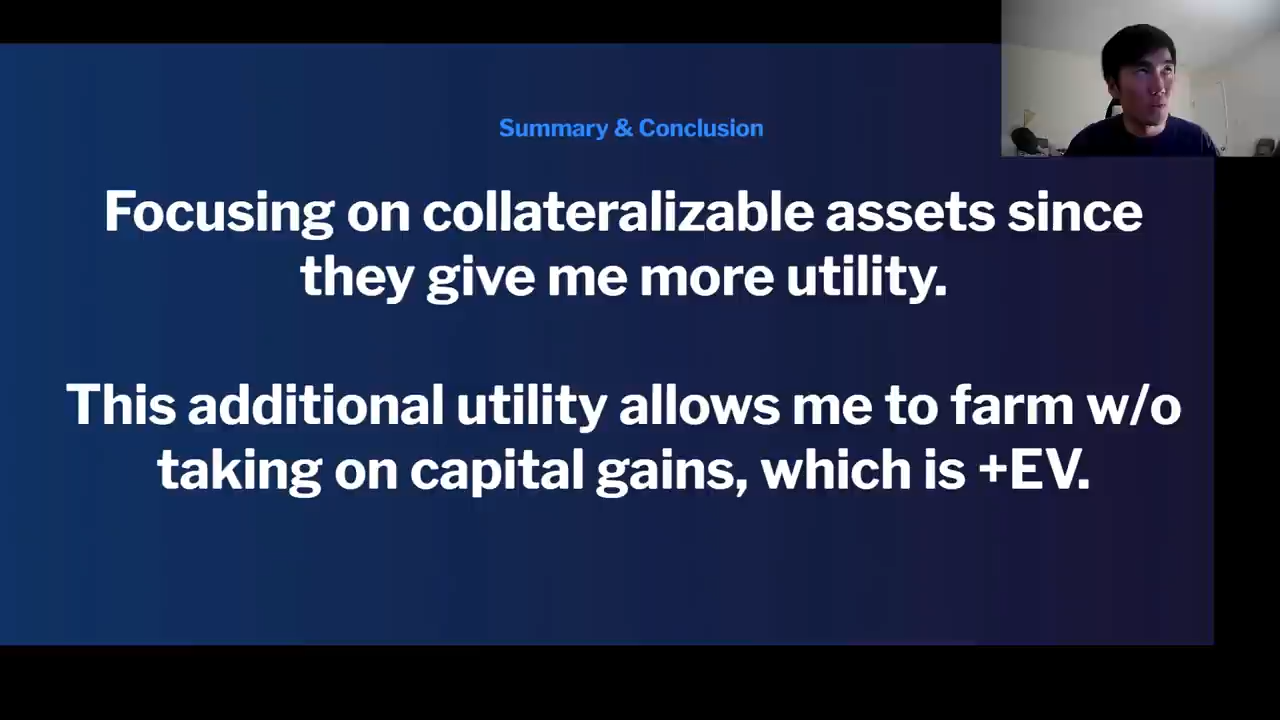 Summary & Conclusion
Focusing on collateralizable assets since
they give me more utility.
This additional utility allows me to farm w/o
taking on capital gains, which is +EV.